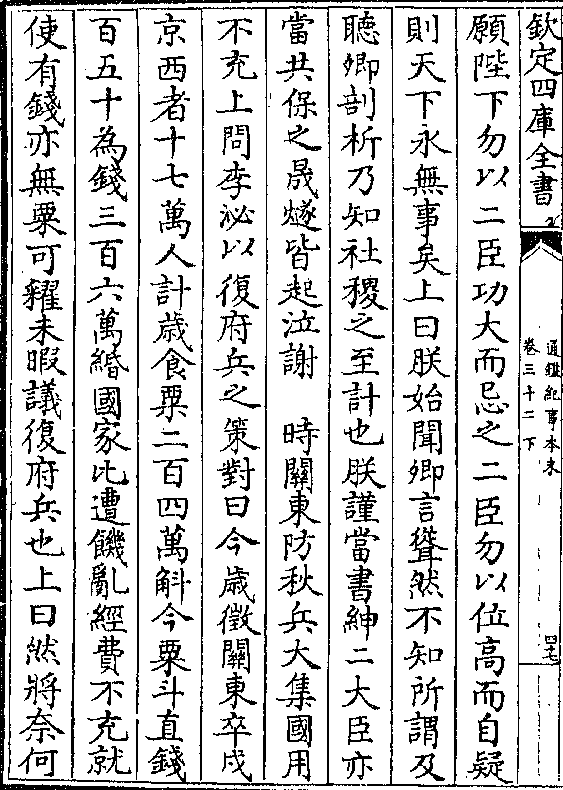 欽定四庫全書
通鑑紀事本末
卷三十二下
四十七
願陛下勿以二臣功大而忌之二臣勿以位高而自疑
則天下永無事矣上曰朕始聞卿言聳然不知所謂及
聽卿剖析乃知社稷之至計也朕謹當書紳二大臣亦
當共保之晟燧皆起泣謝　時關東防秋兵大集國用
不充上問李泌以復府兵之策對曰今歲徵關東卒戍
京西者十七萬人計歲食粟二百四萬斛今粟斗直錢
百五十為錢三百六萬緡國家比遭饑亂經費不充就
使有錢亦無粟可糴未暇議復府兵也上曰然將奈何